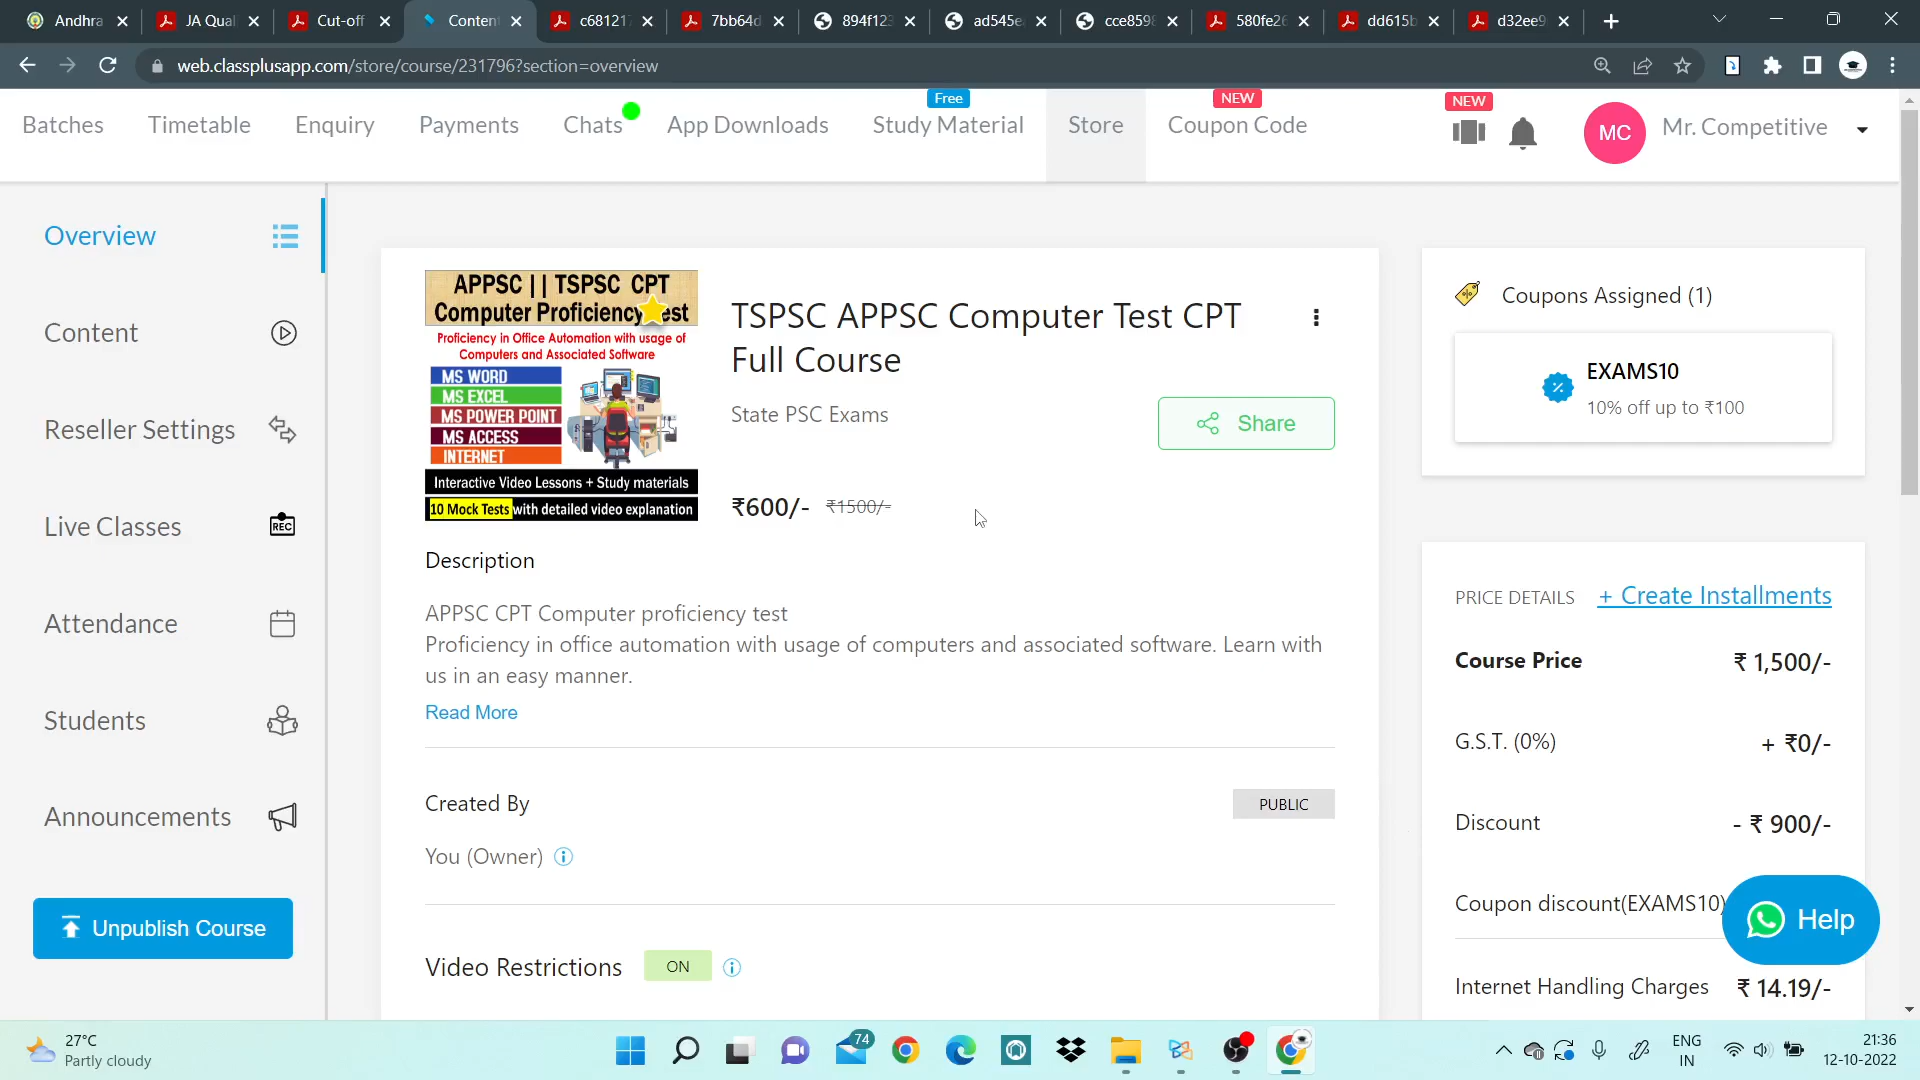 Andhra
JA Qual
Cut-off
Content
c68121
7bb64d
894f123
ad545e
cce8598
580fe26
dd615b
d32ee9
web.classplusapp.com/store/course/231796?section=overview
Batches
Timetable
Enquiry
Payments
Chats
App Downloads
Free
Study Material
Store
NEW
Coupon Code
NEW
MC
Mr. Competitive
Overview
Content
Reseller Settings
Live Classes
REC
Attendance
Students
Announcements
Unpublish Course
APPSC || TSPSC CPT
Computer Proficiency Test
Proficiency in Office Automation with usage of
Computers and Associated Software
MS WORD
MS EXCEL
MS POWER POINT
MS ACCESS
INTERNET
Interactive Video Lessons + Study materials
10 Mock Tests with detailed video explanation
TSPSC APPSC Computer Test CPT
Full Course
State PSC Exams
Share
₹600/- ₹1500/-
Description
APPSC CPT Computer proficiency test
Proficiency in office automation with usage of computers and associated software. Learn with
us in an easy manner.
Read More
Created By
PUBLIC
You (Owner)
Video Restrictions
ON
Coupons Assigned (1)
EXAMS10
10% off up to ₹100
PRICE DETAILS
+ Create Installments
Course Price
₹ 1,500/-
G.S.T. (0%)
+ ₹0/-
Discount
- ₹ 900/-
Coupon discount(EXAMS10)
Help
Internet Handling Charges
₹ 14.19/-
27°C
Partly cloudy
74
ENG
IN
21:36
12-10-2022